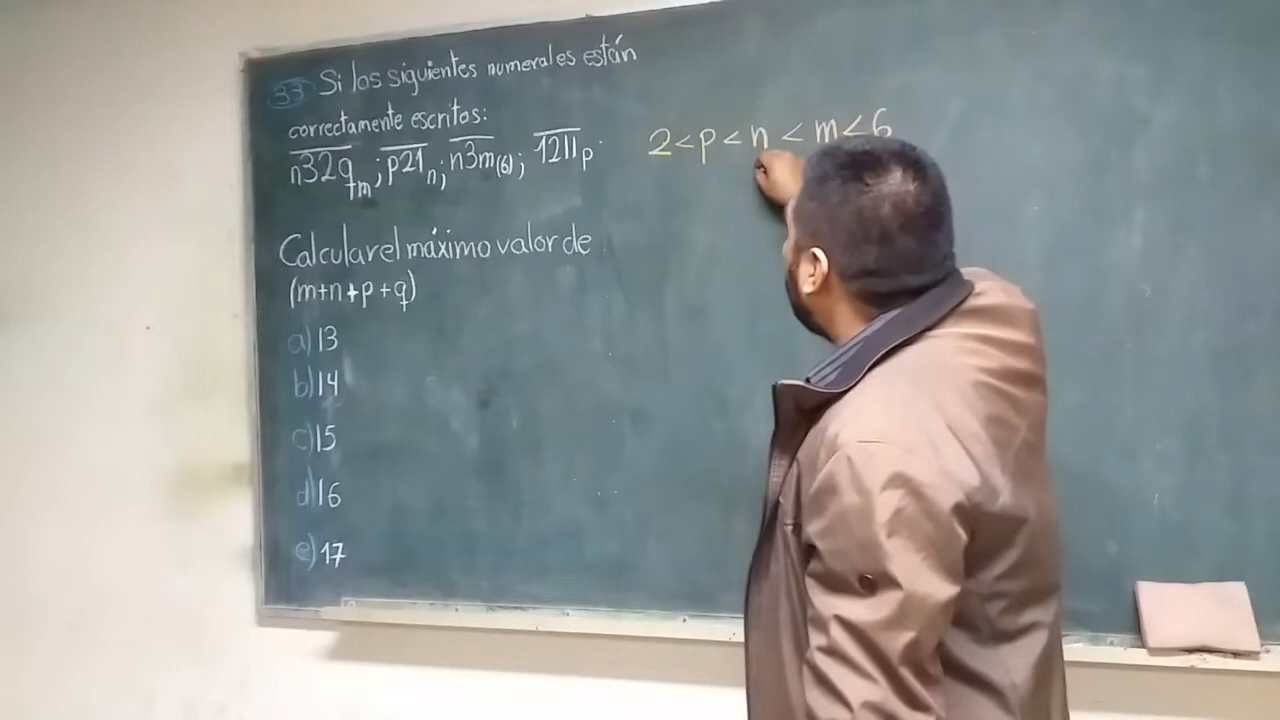 33 Si los siguientes numerales están
correctamente escritos:
n32q m; p21 n; n3m (6); 1211 p.
2 < p < n < m < 6
Calcular el máximo valor de
(m+n+p+q)
a) 13
b) 14
c) 15
d) 16
e) 17